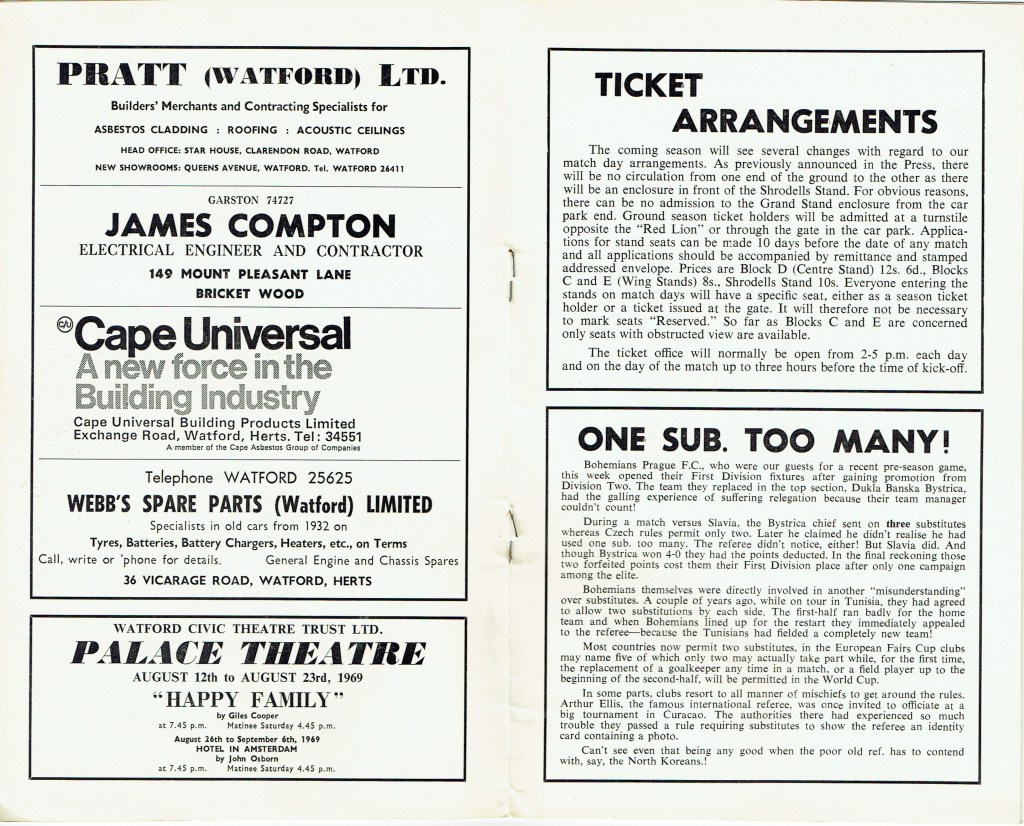 PRATT (WATFORD) LTD.
Builders' Merchants and Contracting Specialists for
ASBESTOS CLADDING : ROOFING : ACOUSTIC CEILINGS
HEAD OFFICE: STAR HOUSE, CLARENDON ROAD, WATFORD
NEW SHOWROOMS: QUEENS AVENUE, WATFORD. Tel. WATFORD 26411
GARSTON 74727
JAMES COMPTON
ELECTRICAL ENGINEER AND CONTRACTOR
149 MOUNT PLEASANT LANE
BRICKET WOOD
C/U Cape Universal
A new force in the
Building Industry
Cape Universal Building Products Limited
Exchange Road, Watford, Herts. Tel: 34551
A member of the Cape Asbestos Group of Companies
Telephone WATFORD 25625
WEBB'S SPARE PARTS (Watford) LIMITED
Specialists in old cars from 1932 on
Tyres, Batteries, Battery Chargers, Heaters, etc., on Terms
Call, write or 'phone for details. General Engine and Chassis Spares
36 VICARAGE ROAD, WATFORD, HERTS
WATFORD CIVIC THEATRE TRUST LTD.
PALACE THEATRE
AUGUST 12th to AUGUST 23rd, 1969
"HAPPY FAMILY"
by Giles Cooper
at 7.45 p.m. Matinee Saturday 4.45 p.m.
August 26th to September 6th, 1969
HOTEL IN AMSTERDAM
by John Osborn
at 7.45 p.m. Matinee Saturday 4.45 p.m.
TICKET
ARRANGEMENTS
The coming season will see several changes with regard to our
match day arrangements. As previously announced in the Press, there
will be no circulation from one end of the ground to the other as there
will be an enclosure in front of the Shrodells Stand. For obvious reasons,
there can be no admission to the Grand Stand enclosure from the car
park end. Ground season ticket holders will be admitted at a turnstile
opposite the "Red Lion" or through the gate in the car park. Applica-
tions for stand seats can be made 10 days before the date of any match
and all applications should be accompanied by remittance and stamped
addressed envelope. Prices are Block D (Centre Stand) 12s. 6d., Blocks
C and E (Wing Stands) 8s., Shrodells Stand 10s. Everyone entering the
stands on match days will have a specific seat, either as a season ticket
holder or a ticket issued at the gate. It will therefore not be necessary
to mark seats "Reserved." So far as Blocks C and E are concerned
only seats with obstructed view are available.
The ticket office will normally be open from 2-5 p.m. each day
and on the day of the match up to three hours before the time of kick-off.
ONE SUB. TOO MANY!
Bohemians Prague F.C., who were our guests for a recent pre-season game,
this week opened their First Division fixtures after gaining promotion from
Division Two. The team they replaced in the top section, Dukla Banska Bystrica,
had the galling experience of suffering relegation because their team manager
couldn't count!
During a match versus Slavia, the Bystrica chief sent on three substitutes
whereas Czech rules permit only two. Later he claimed he didn't realise he had
used one sub. too many. The referee didn't notice, either! But Slavia did. And
though Bystrica won 4-0 they had the points deducted. In the final reckoning those
two forfeited points cost them their First Division place after only one campaign
among the elite.
Bohemians themselves were directly involved in another "misunderstanding"
over substitutes. A couple of years ago, while on tour in Tunisia, they had agreed
to allow two substitutions by each side. The first-half ran badly for the home
team and when Bohemians lined up for the restart they immediately appealed
to the referee—because the Tunisians had fielded a completely new team!
Most countries now permit two substitutes, in the European Fairs Cup clubs
may name five of which only two may actually take part while, for the first time,
the replacement of a goalkeeper any time in a match, or a field player up to the
beginning of the second-half, will be permitted in the World Cup.
In some parts, clubs resort to all manner of mischiefs to get around the rules.
Arthur Ellis, the famous international referee, was once invited to officiate at a
big tournament in Curacao. The authorities there had experienced so much
trouble they passed a rule requiring substitutes to show the referee an identity
card containing a photo.
Can't see even that being any good when the poor old ref. has to contend
with, say, the North Koreans.!